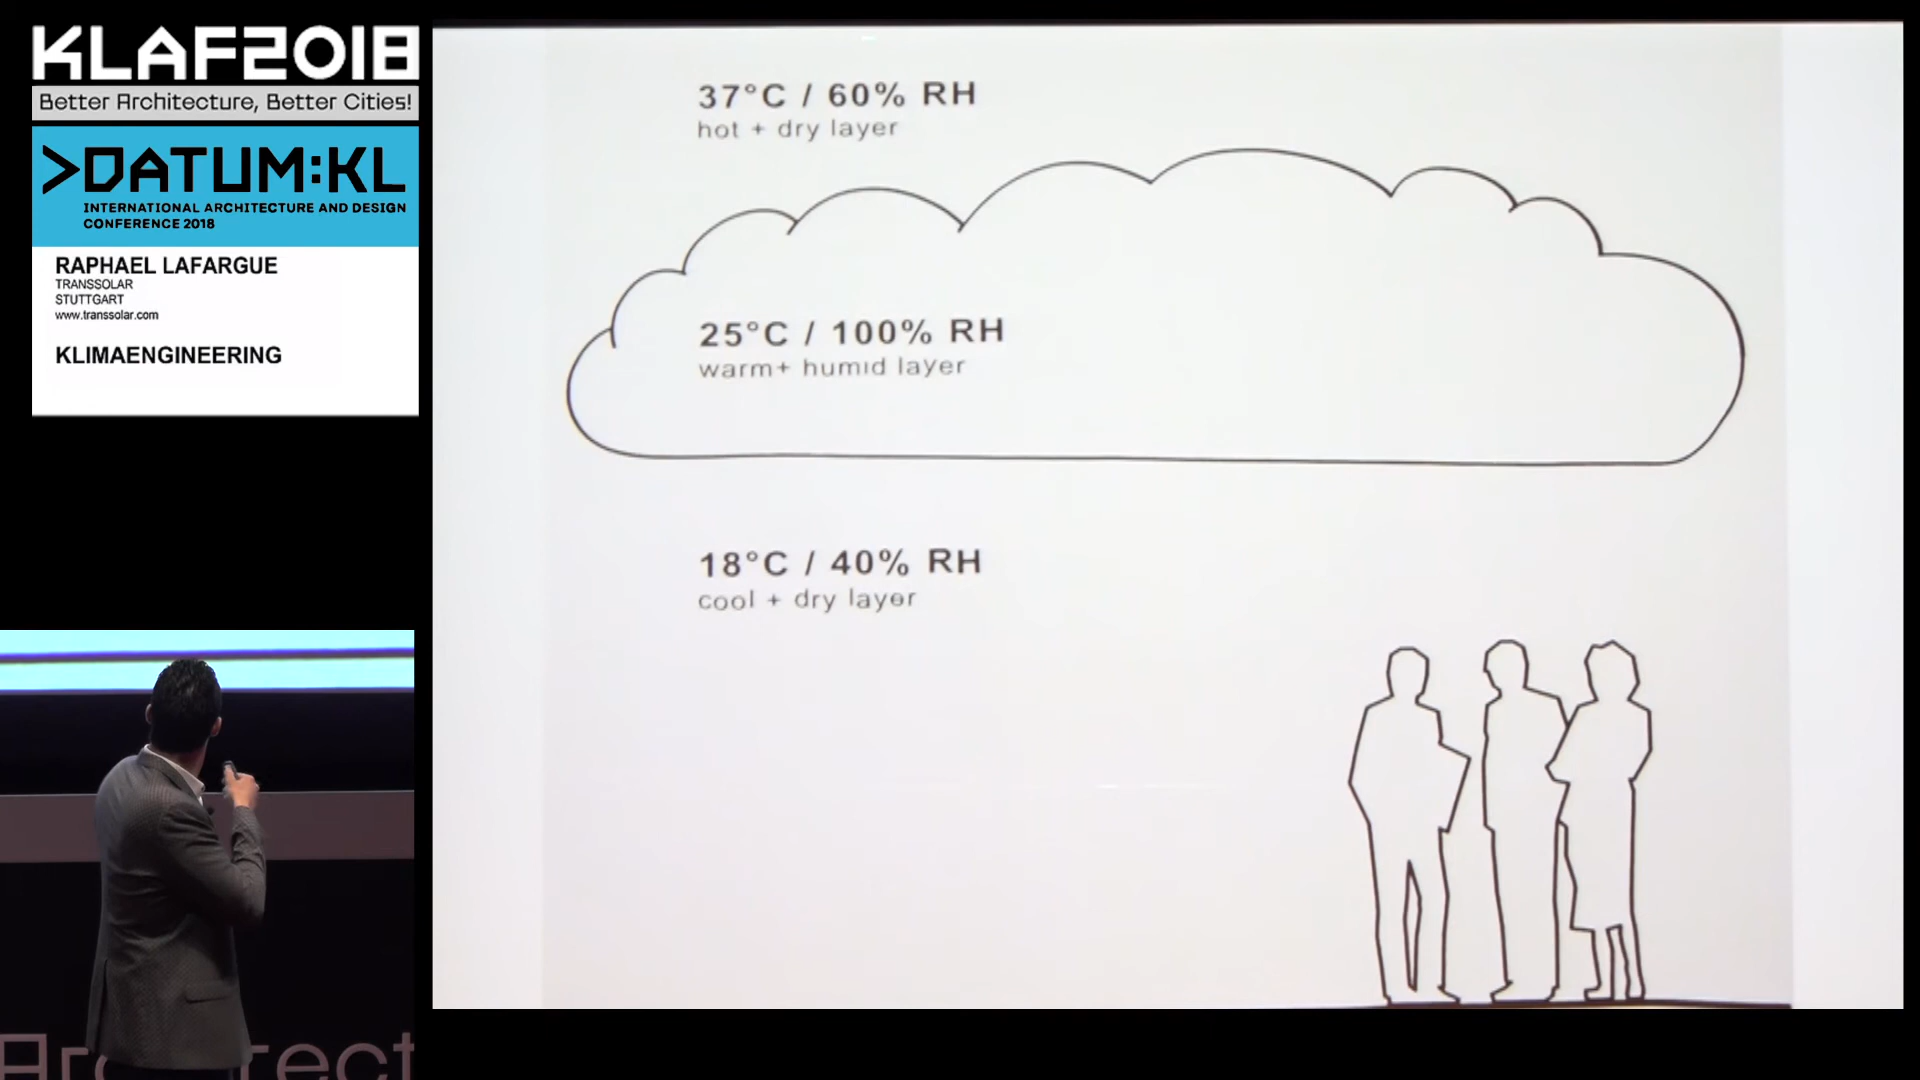 KLAF2018
Better Architecture, Better Cities!
>DATUM:KL
INTERNATIONAL ARCHITECTURE AND DESIGN
CONFERENCE 2018
RAPHAEL LAFARGUE
TRANSSOLAR
STUTTGART
www.transsolar.com
KLIMAENGINEERING
37°C / 60% RH
hot + dry layer
25°C / 100% RH
warm+ humid layer
18°C / 40% RH
cool + dry layer